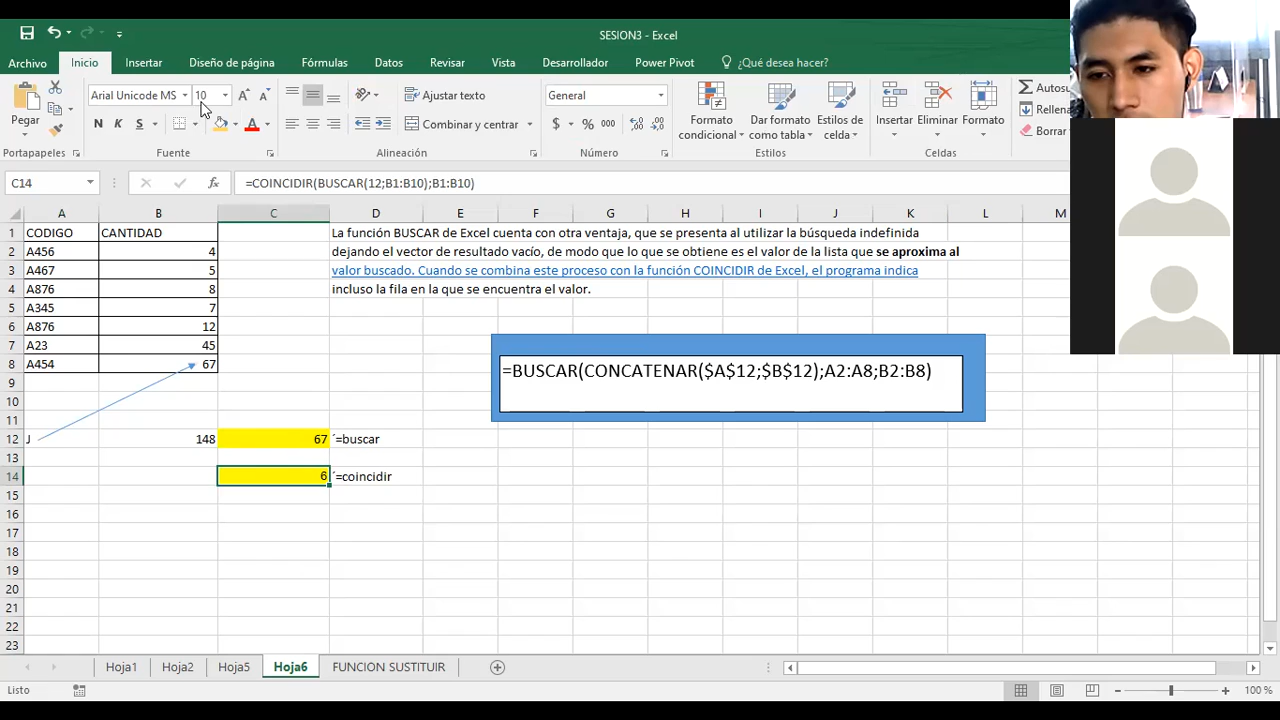 SESION3 - Excel
Archivo Inicio Insertar Diseño de página Fórmulas Datos Revisar Vista Desarrollador Power Pivot ¿Qué desea hacer?
Pegar
Arial Unicode MS 10
N K S A
Ajustar texto
Combinar y centrar
General
$ % 000
Formato condicional
Dar formato como tabla
Estilos de celda
Insertar Eliminar Formato
Autosu
Rellena
Borrar
Portapapeles Fuente Alineación Número Estilos Celdas
C14 fx =COINCIDIR(BUSCAR(12;B1:B10);B1:B10)
A B C D E F G H I J K L M
1 CODIGO CANTIDAD La función BUSCAR de Excel cuenta con otra ventaja, que se presenta al utilizar la búsqueda indefinida
2 A456 4 dejando el vector de resultado vacío, de modo que lo que se obtiene es el valor de la lista que se aproxima al
3 A467 5 valor buscado. Cuando se combina este proceso con la función COINCIDIR de Excel, el programa indica
4 A876 8 incluso la fila en la que se encuentra el valor.
5 A345 7
6 A876 12
7 A23 45
8 A454 67
=BUSCAR(CONCATENAR($A$12;$B$12);A2:A8;B2:B8)
9
10
11
12 J 148 67 ´=buscar
13
14 6 ´=coincidir
15
16
17
18
19
20
21
22
23
Hoja1 Hoja2 Hoja5 Hoja6 FUNCION SUSTITUIR
Listo 100 %